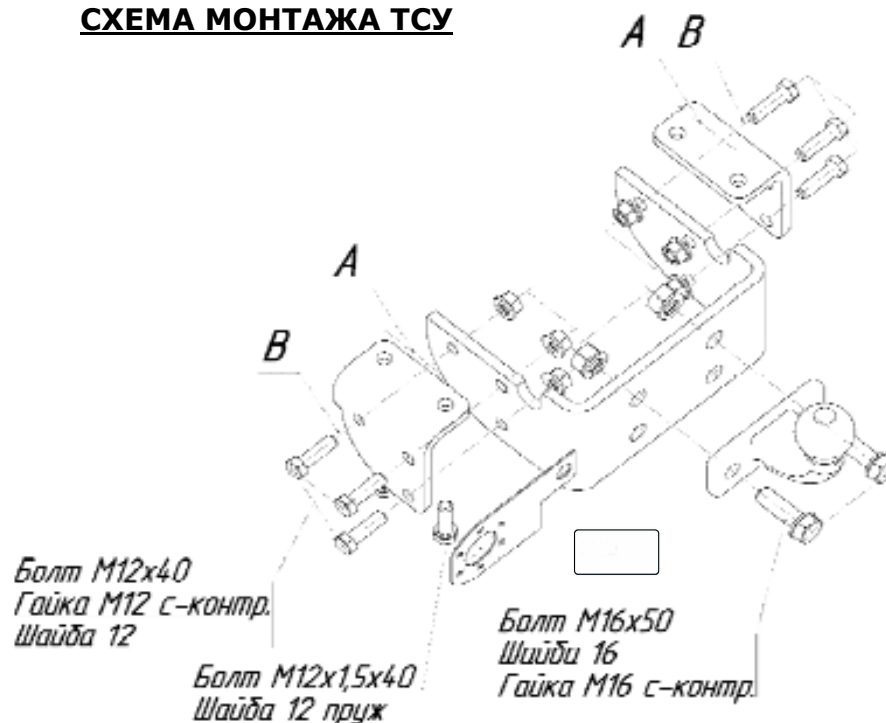 СХЕМА МОНТАЖА ТСУ
А В
А
В
Болт М12х40
Гайка М12 с-контр.
Шайба 12
Болт М12х1,5х40
Шайба 12 пруж
Болт М16х50
Шайби 16
Гайка М16 с-контр.